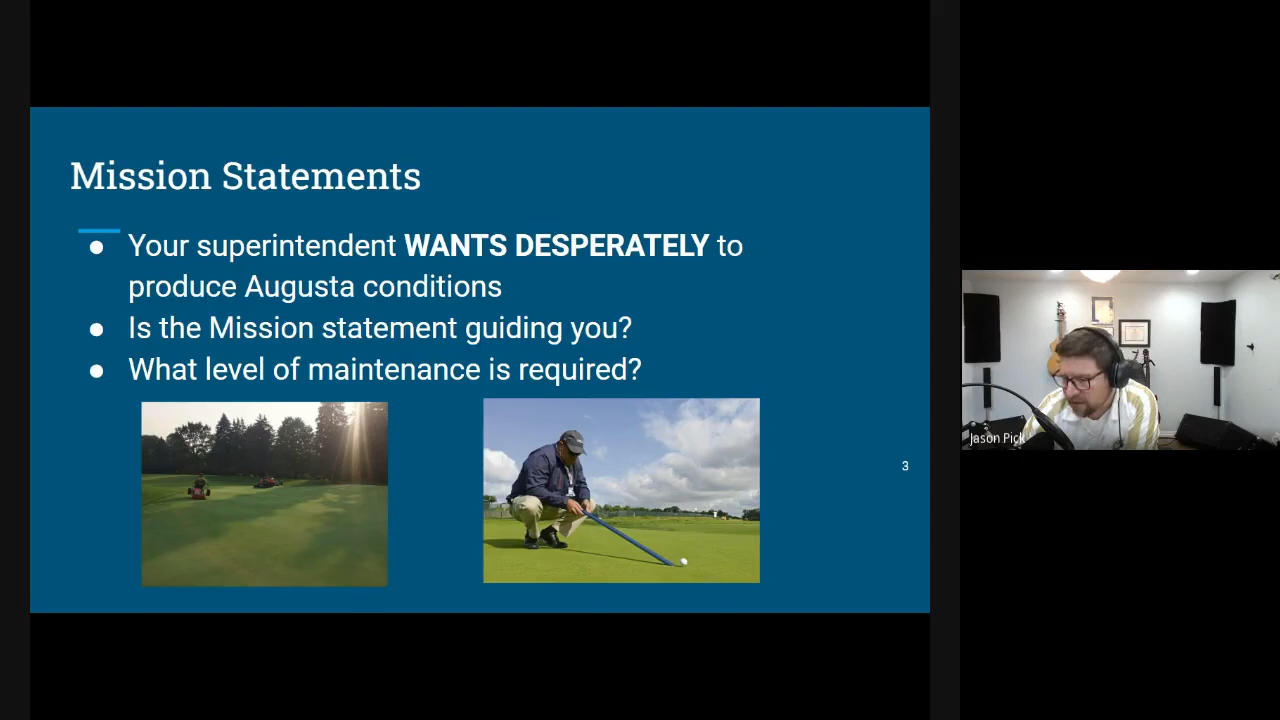 Mission Statements
● Your superintendent WANTS DESPERATELY to
produce Augusta conditions
● Is the Mission statement guiding you?
● What level of maintenance is required?
3
Jason Pick